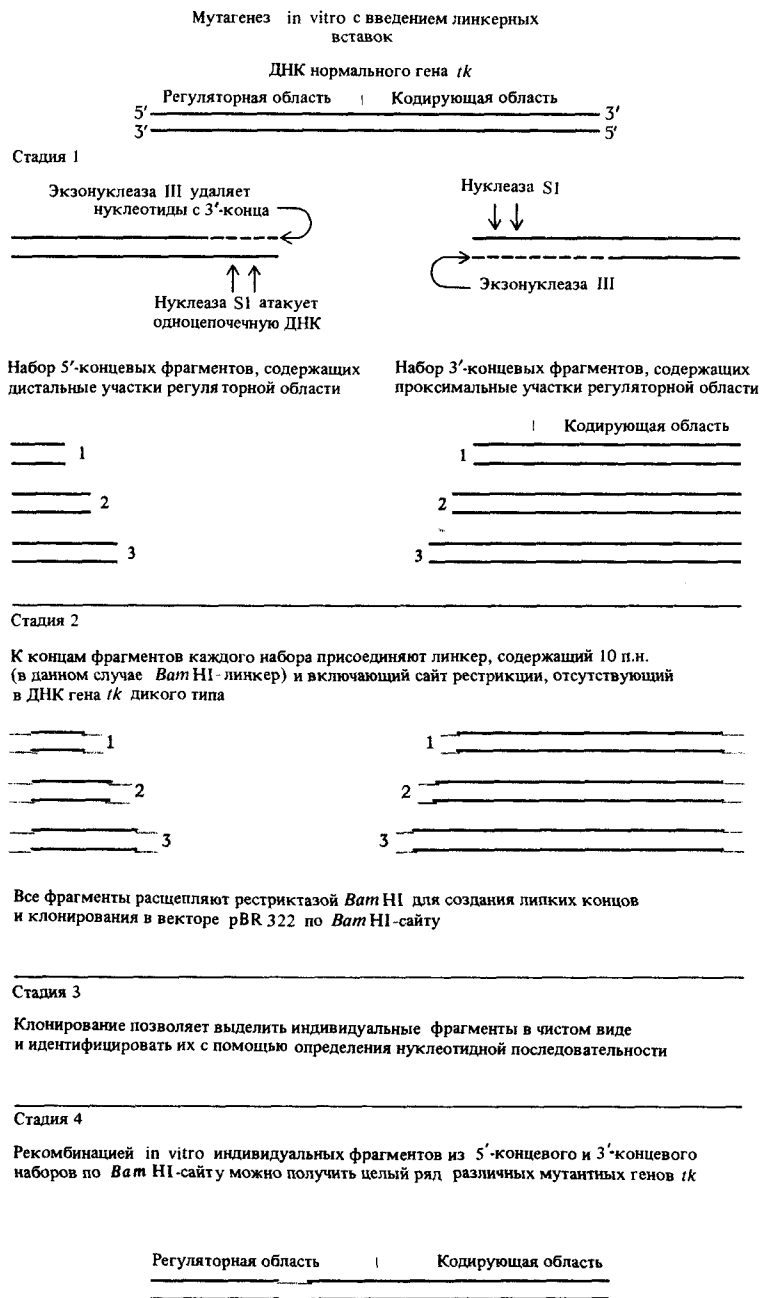 Мутагенез in vitro с введением линкерных
вставок
ДНК нормального гена tk
Регуляторная область Кодирующая область
5′ 3′
3′ 5′
Стадия 1
Экзонуклеаза III удаляет
нуклеотиды с 3′-конца
Нуклеаза S1 атакует
одноцепочечную ДНК
Нуклеаза S1
Экзонуклеаза III
Набор 5′-концевых фрагментов, содержащих
дистальные участки регуляторной области
Набор 3′-концевых фрагментов, содержащих
проксимальные участки регуляторной области
Кодирующая область
1 1
2 2
3 3
Стадия 2
К концам фрагментов каждого набора присоединяют линкер, содержащий 10 п.н.
(в данном случае BamHI-линкер) и включающий сайт рестрикции, отсутствующий
в ДНК гена tk дикого типа
1 1
2 2
3 3
Все фрагменты расщепляют рестриктазой BamHI для создания липких концов
и клонирования в векторе pBR 322 по BamHI-сайту
Стадия 3
Клонирование позволяет выделить индивидуальные фрагменты в чистом виде
и идентифицировать их с помощью определения нуклеотидной последовательности
Стадия 4
Рекомбинацией in vitro индивидуальных фрагментов из 5′-концевого и 3′-концевого
наборов по Bam HI-сайту можно получить целый ряд различных мутантных генов tk
Регуляторная область Кодирующая область